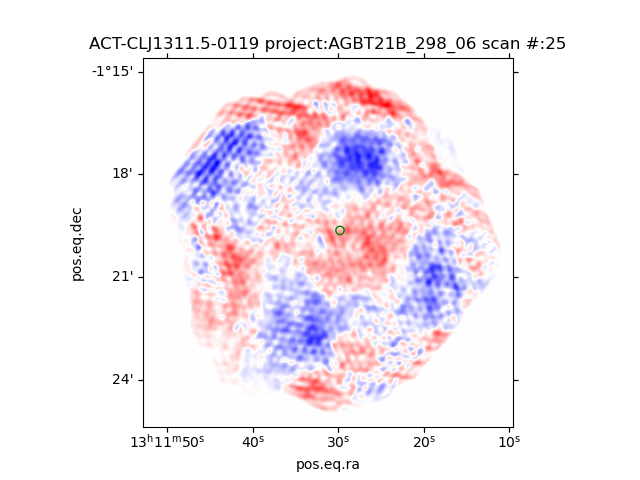 ACT-CLJ1311.5-0119 project:AGBT21B_298_06 scan #:25
-1°15'
18'
21'
24'
pos.eq.dec
13ʰ11ᵐ50ˢ 40ˢ 30ˢ 20ˢ 10ˢ
pos.eq.ra